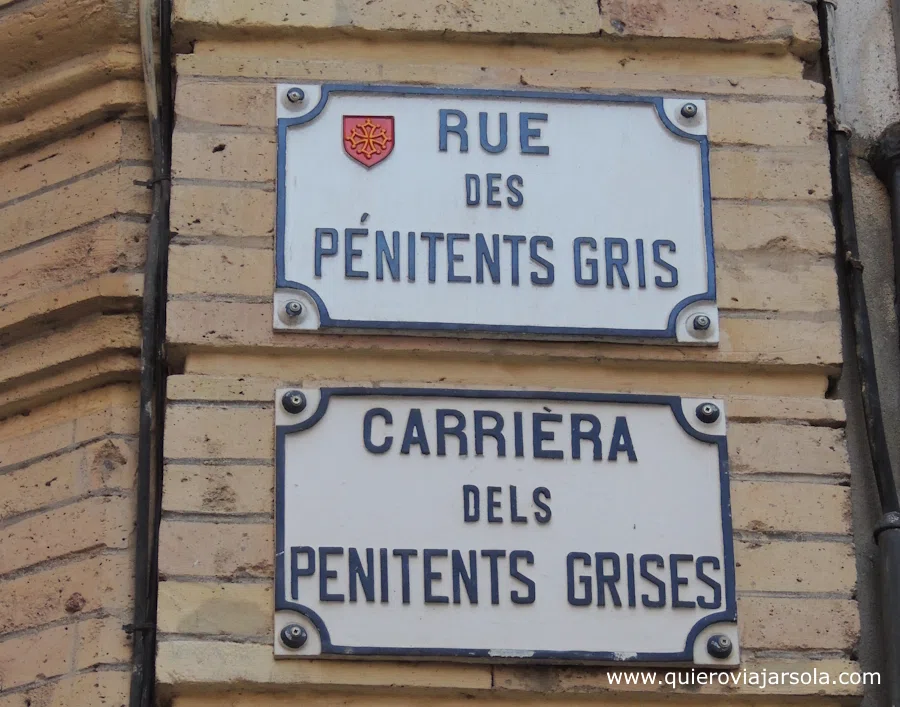 RUE
DES
PÉNITENTS GRIS
CARRIÈRA
DELS
PENITENTS GRISES
www.quieroviajarsola.com